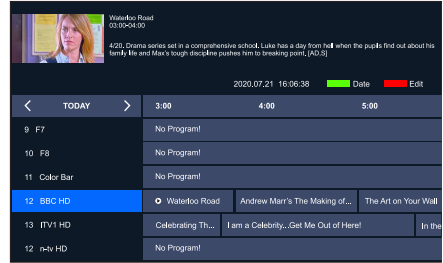 Waterloo Road
03:00-04:00
4/20. Drama series set in a comprehensive school. Luke has a day from hell when the pupils find out about his
family life and Max's tough discipline pushes him to breaking point. [AD,S]
2020.07.21 16:06:38 Date Edit
TODAY 3:00 4:00 5:00
9 F7 No Program!
10 F8 No Program!
11 Color Bar No Program!
12 BBC HD Waterloo Road Andrew Marr's The Making of... The Art on Your Wall
13 ITV1 HD Celebrating Th... I am a Celebrity...Get Me Out of Here! In the
12 n-tv HD No Program!